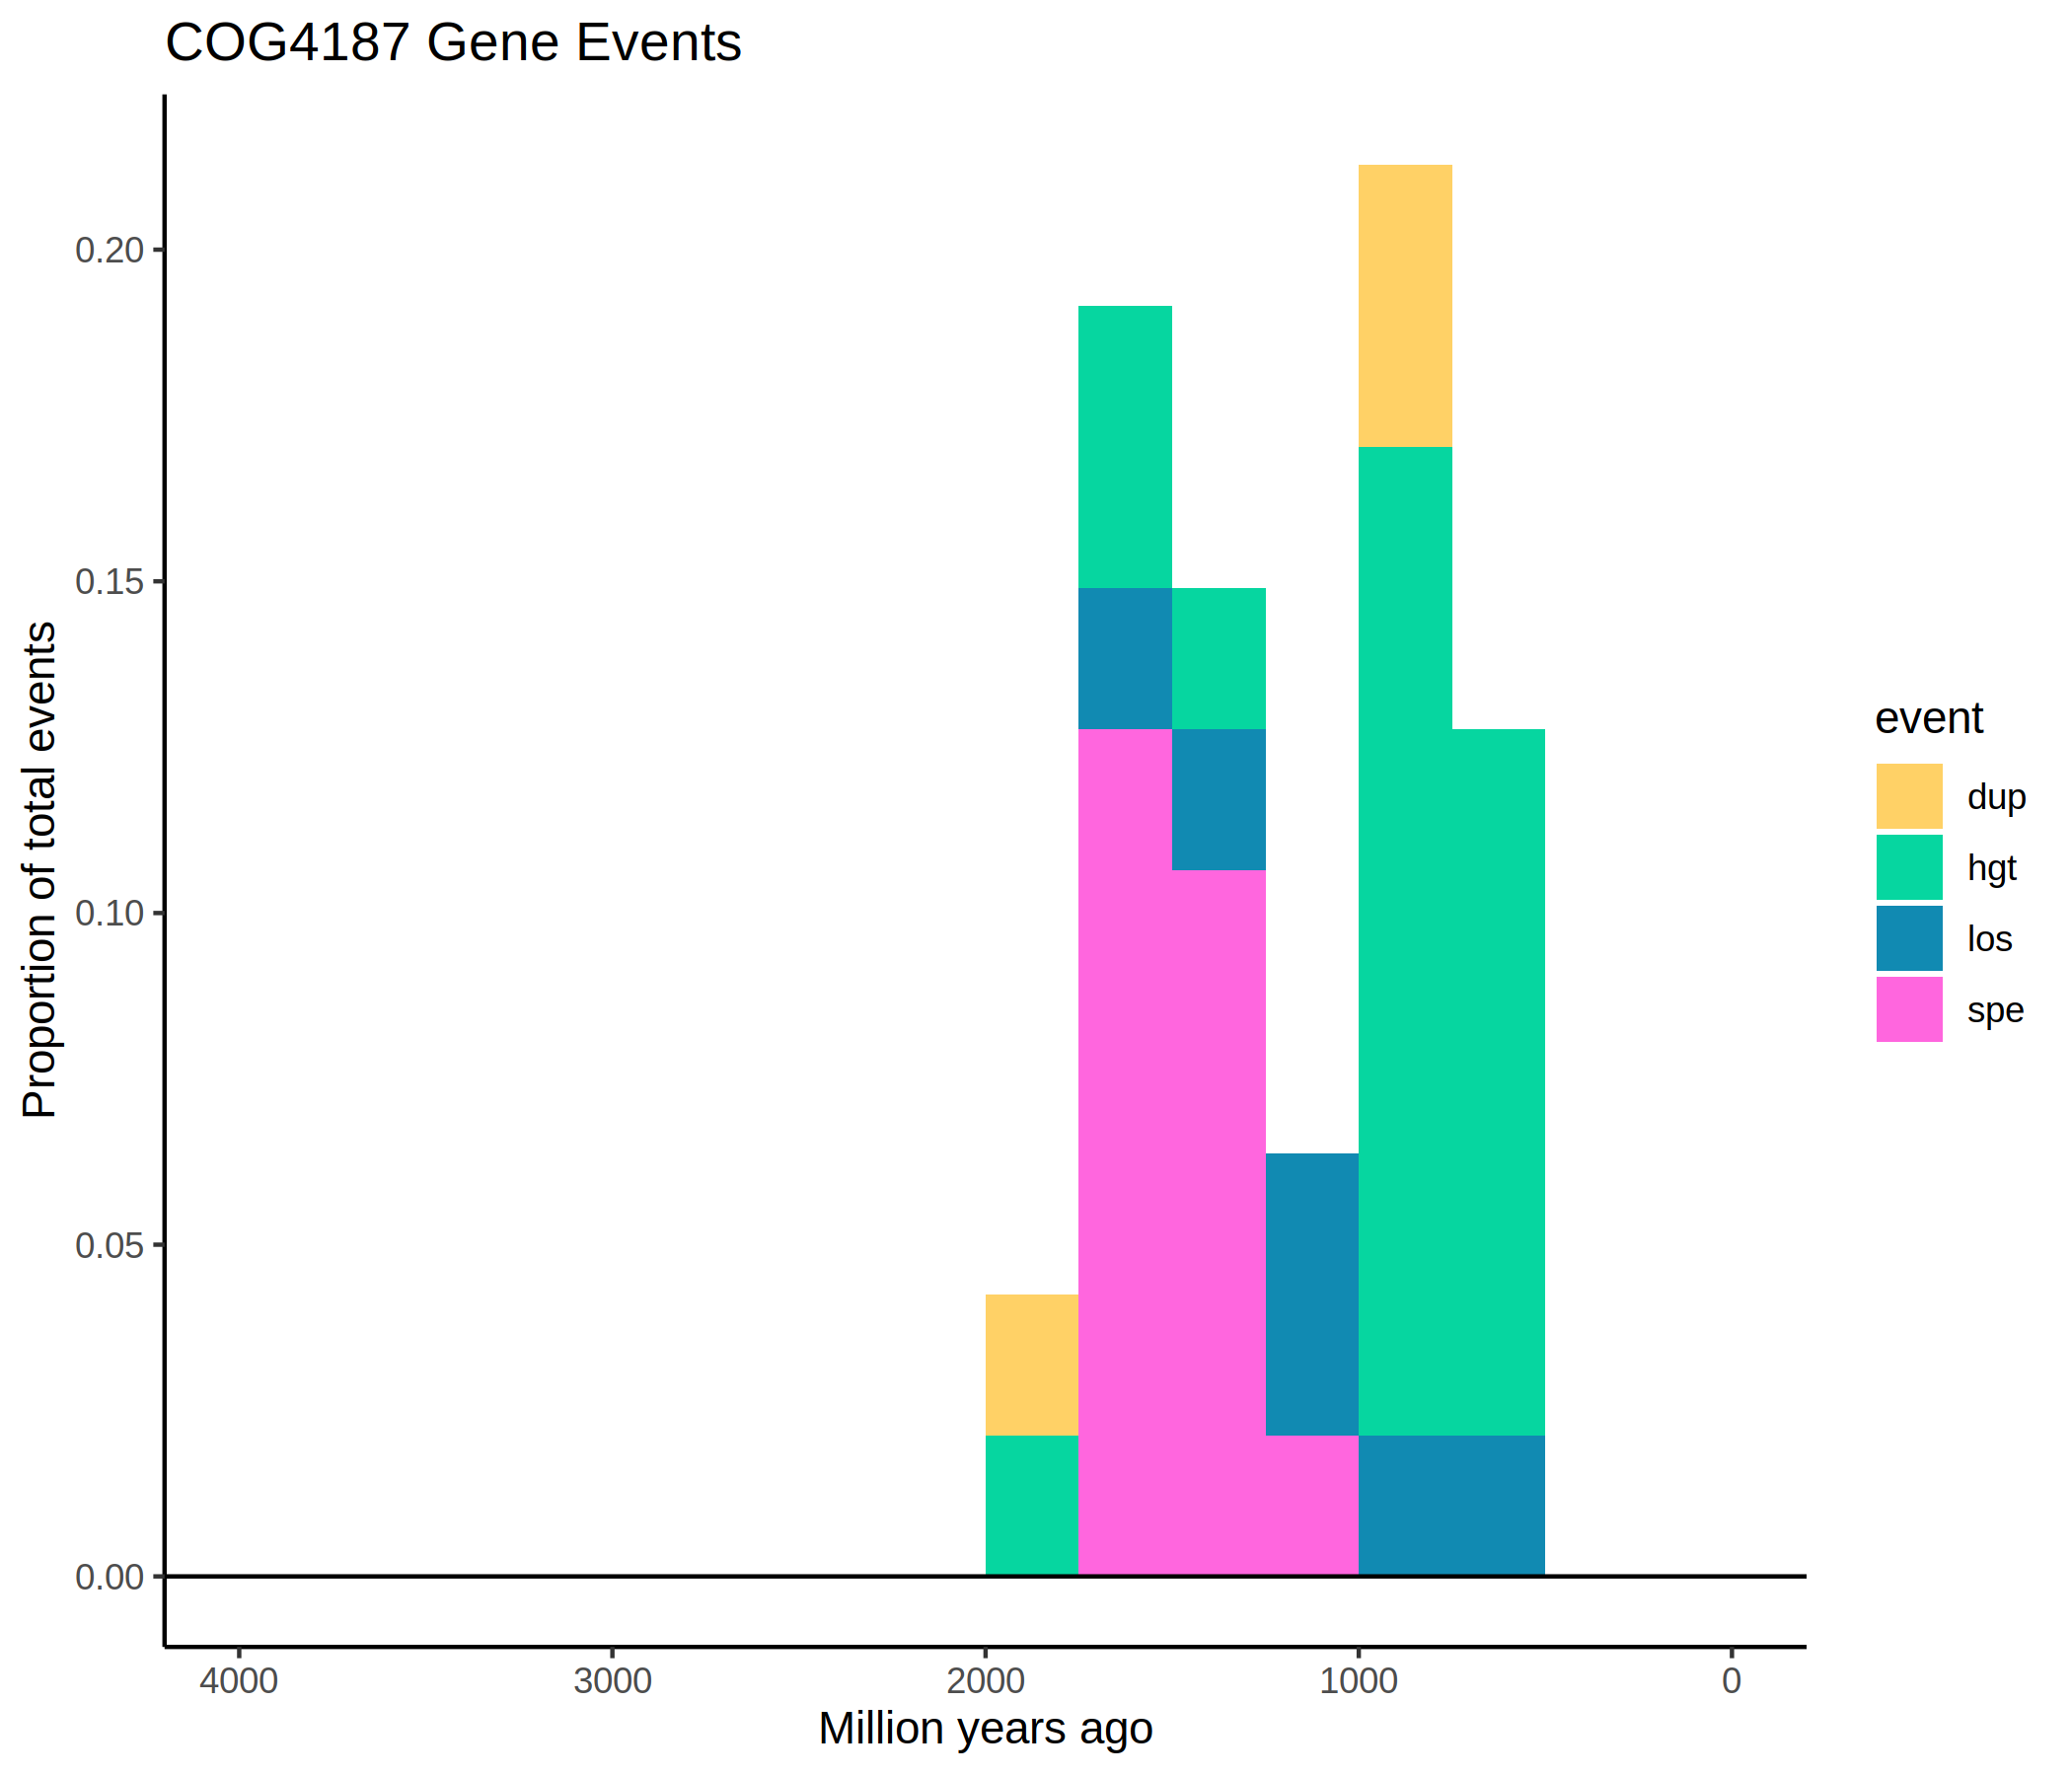 COG4187 Gene Events
Proportion of total events
0.20
0.15
0.10
0.05
0.00
4000 3000 2000 1000 0
Million years ago
event
dup
hgt
los
spe